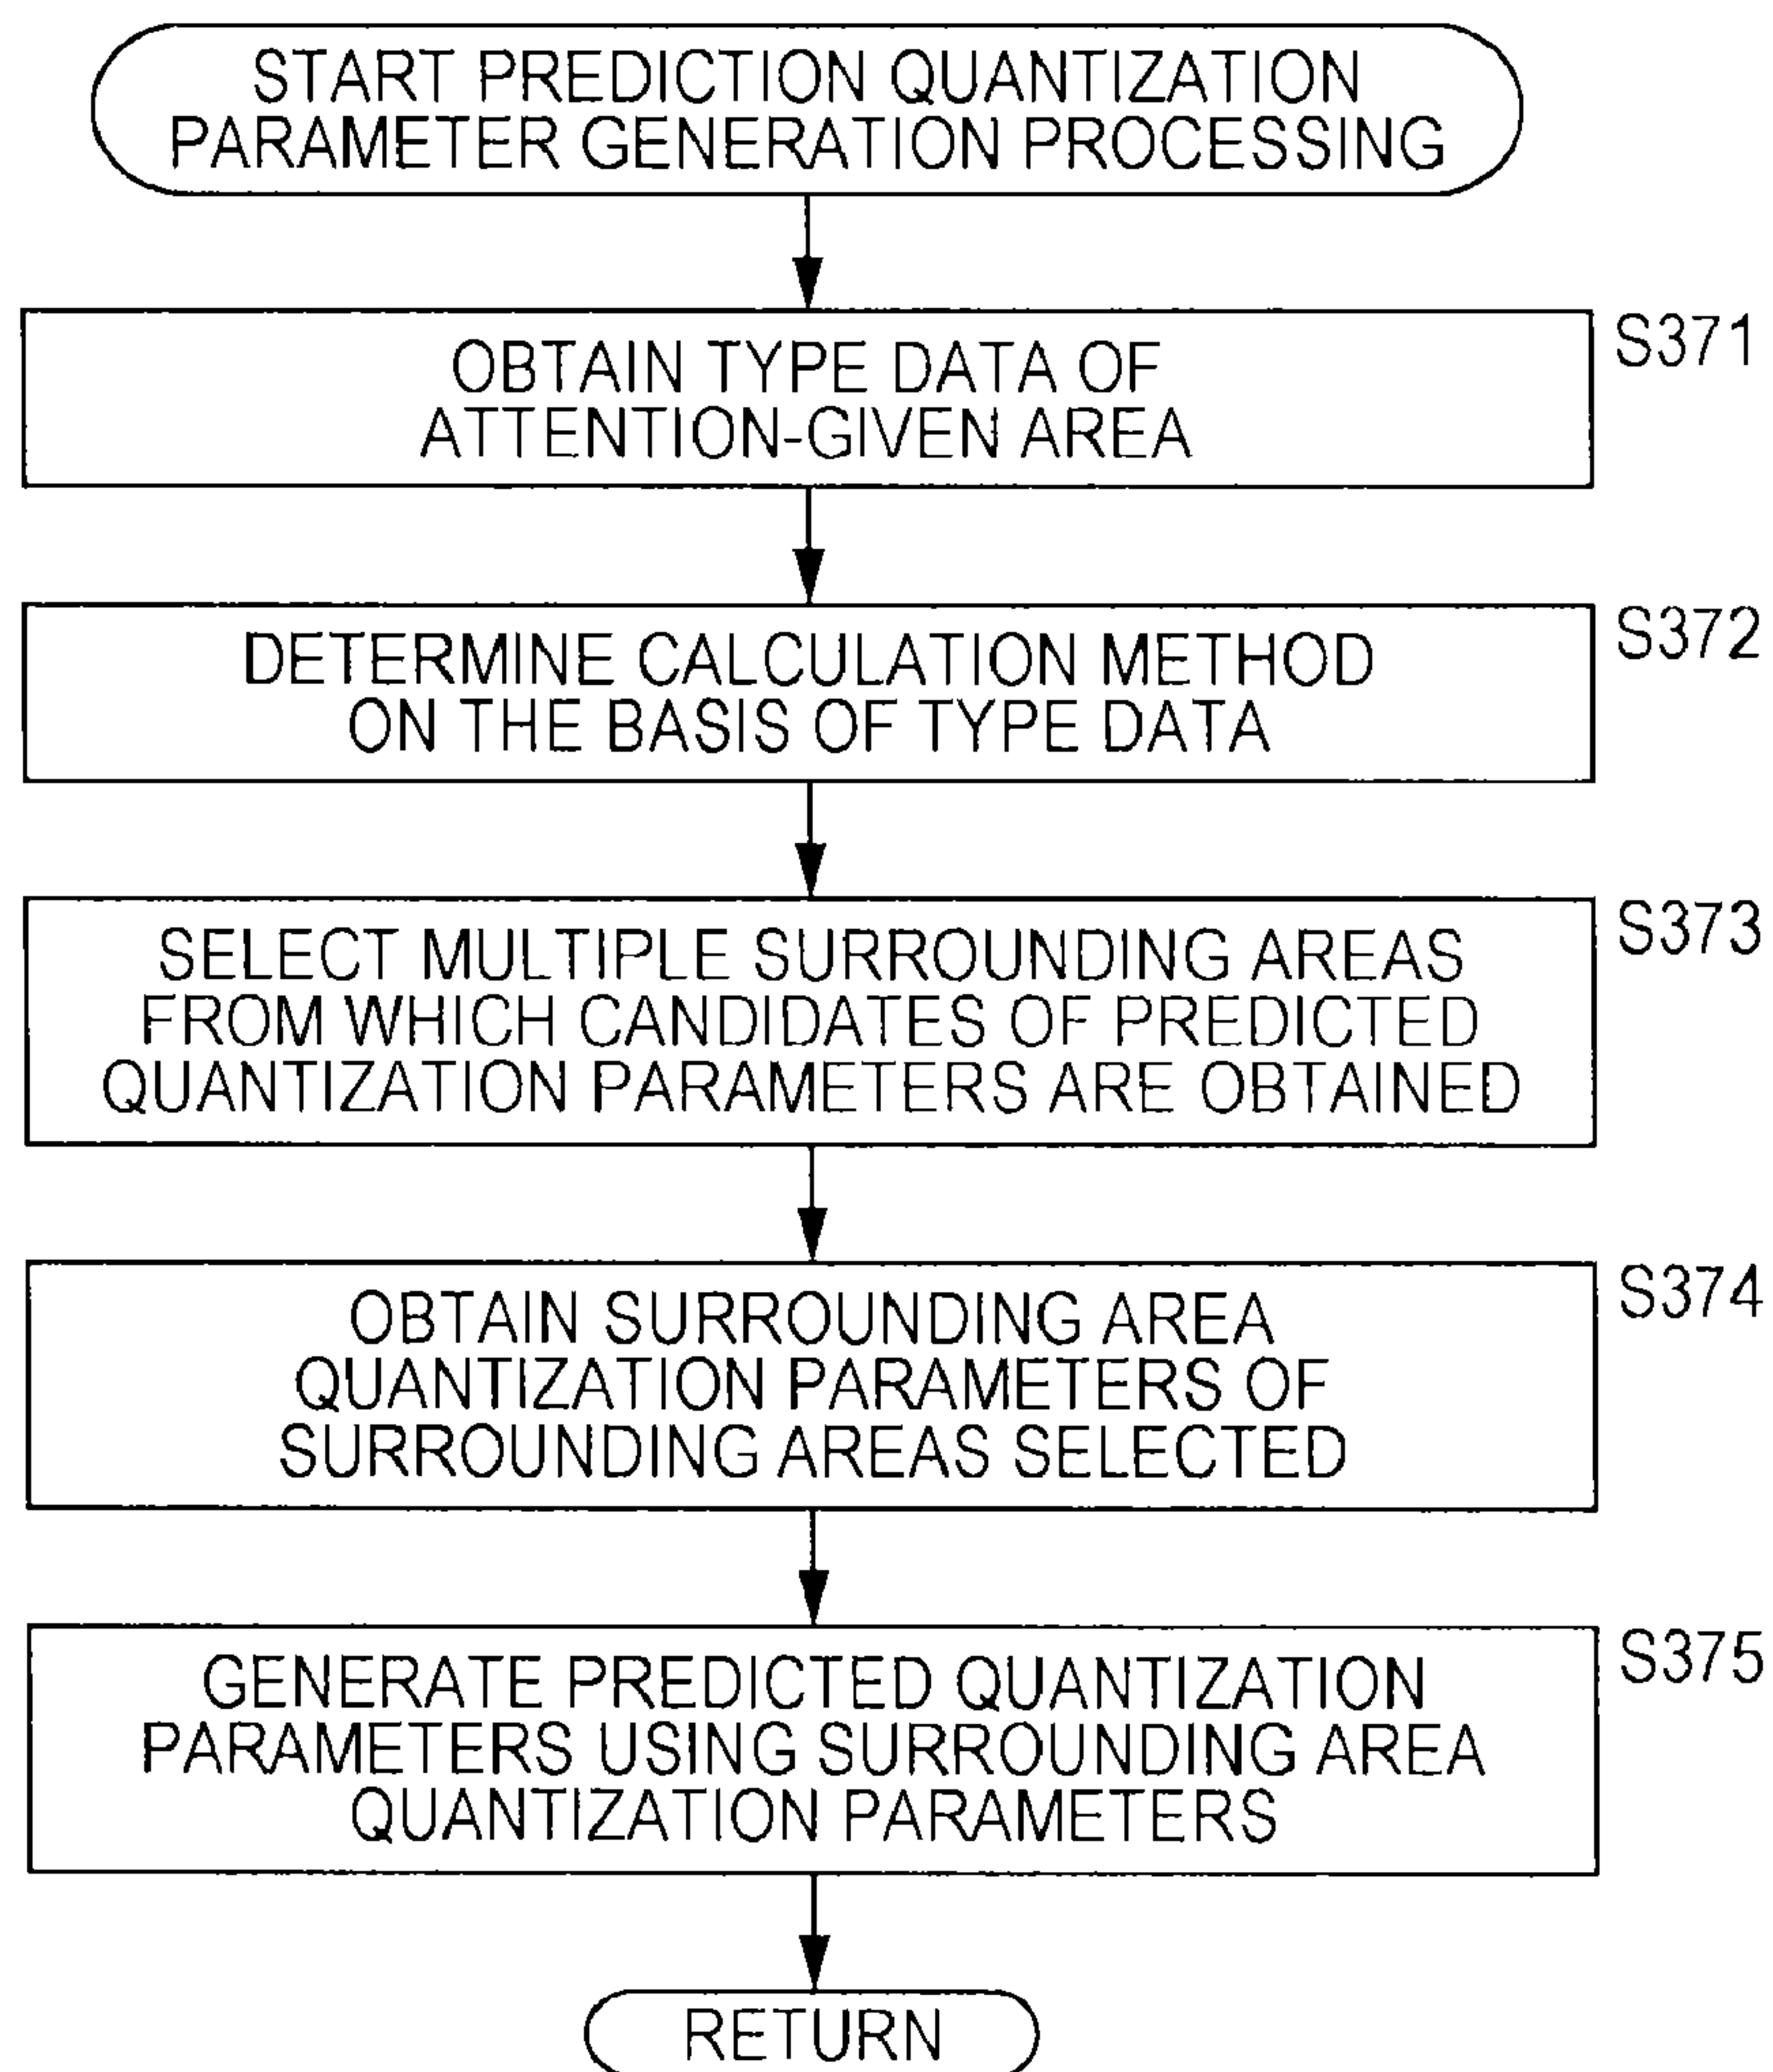 START PREDICTION QUANTIZATION
PARAMETER GENERATION PROCESSING
S371
OBTAIN TYPE DATA OF
ATTENTION-GIVEN AREA
S372
DETERMINE CALCULATION METHOD
ON THE BASIS OF TYPE DATA
S373
SELECT MULTIPLE SURROUNDING AREAS
FROM WHICH CANDIDATES OF PREDICTED
QUANTIZATION PARAMETERS ARE OBTAINED
S374
OBTAIN SURROUNDING AREA
QUANTIZATION PARAMETERS OF
SURROUNDING AREAS SELECTED
S375
GENERATE PREDICTED QUANTIZATION
PARAMETERS USING SURROUNDING AREA
QUANTIZATION PARAMETERS
RETURN